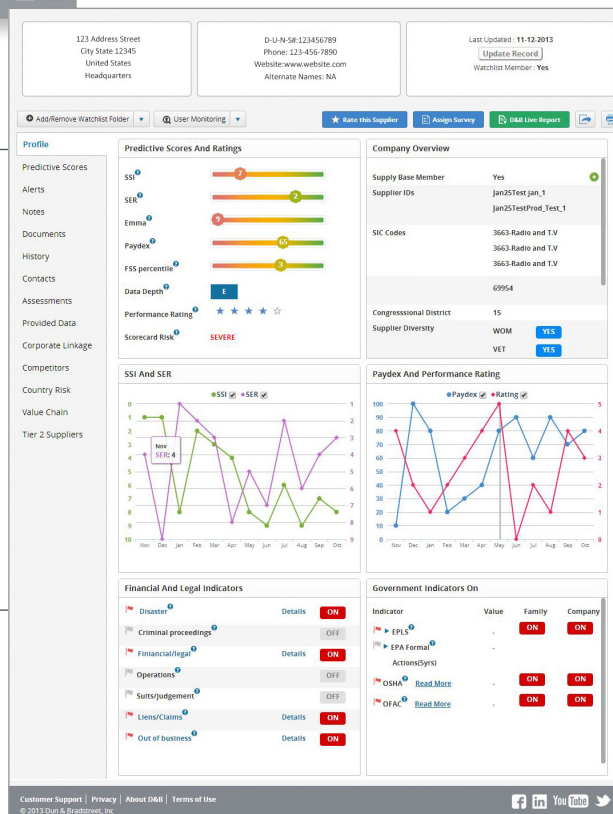 123 Address Street
City State 12345
United States
Headquarters
D-U-N-S#:123456789
Phone: 123-456-7890
Website:www.website.com
Alternate Names: NA
Last Updated : 11-12-2013
Update Record
Watchlist Member : Yes
Add/Remove Watchlist Folder
User Monitoring
Rate this Supplier
Assign Survey
D&B Live Report
Profile
Predictive Scores
Alerts
Notes
Documents
History
Contacts
Assessments
Provided Data
Corporate Linkage
Competitors
Country Risk
Value Chain
Tier 2 Suppliers
Predictive Scores And Ratings
SSI ? 7
SER ? 2
Emma ? 9
Paydex ? 65
FSS percentile ? 3
Data Depth ? E
Performance Rating ?
Scorecard Risk ? SEVERE
Company Overview
Supply Base Member Yes
Supplier IDs Jan25Test Jan_1
Jan25TestProd_Test_1
SIC Codes 3663-Radio and T.V
3663-Radio and T.V
3663-Radio and T.V
69954
Congresssional District 15
Supplier Diversity WOM YES
VET YES
SSI And SER
SSI SER
0 1
1 2
2 3
3 4
4 5
5 6
6 7
7 8
8 9
9
10
Nov
SER: 4
Nov Dec Jan Feb Mar Apr May Jun Jul Aug Sep Oct
Paydex And Performance Rating
Paydex Rating
100 5
90
80 4
70
60 3
50
40 2
30
20 1
10
0 0
Nov Dec Jan Feb Mar Apr May Jun Jul Aug Sep Oct
Financial And Legal Indicators
Disaster ? Details ON
Criminal proceedings ? OFF
Finiancial/legal ? Details ON
Operations ? OFF
Suits/Judgement ? OFF
Liens/Claims ? Details ON
Out of business ? Details ON
Government Indicators On
Indicator Value Family Company
EPLS ? - ON ON
EPA Formal ? -
Actions(5yrs)
OSHA ? Read More - ON ON
OFAC ? Read More - ON ON
Customer Support | Privacy | About D&B | Terms of Use
© 2013 Dun & Bradstreet, Inc
f in You Tube